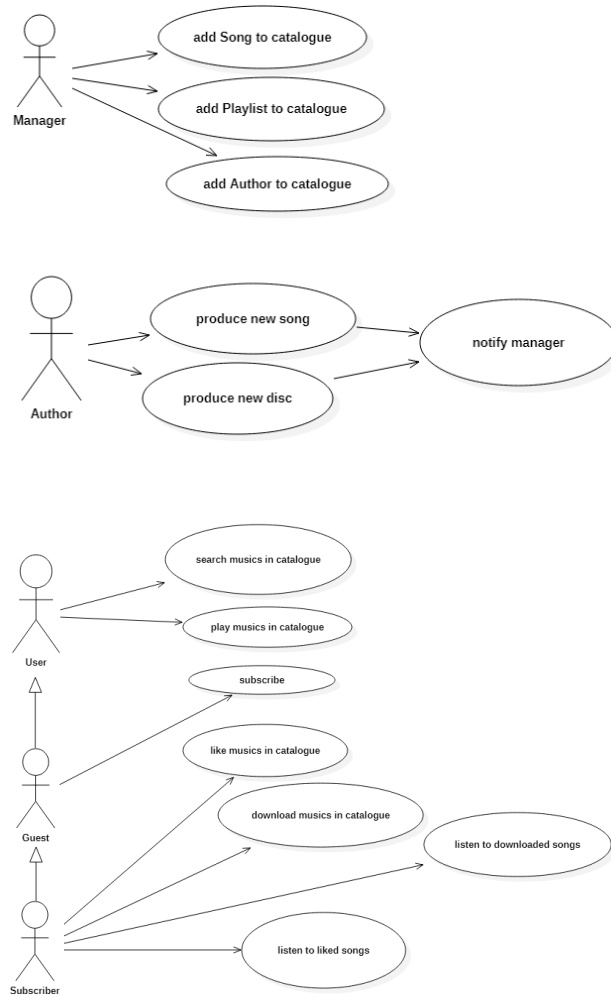 add Song to catalogue
add Playlist to catalogue
Manager
add Author to catalogue
produce new song
notify manager
produce new disc
Author
search musics in catalogue
play musics in catalogue
User
subscribe
like musics in catalogue
download musics in catalogue
Guest
listen to downloaded songs
listen to liked songs
Subscriber